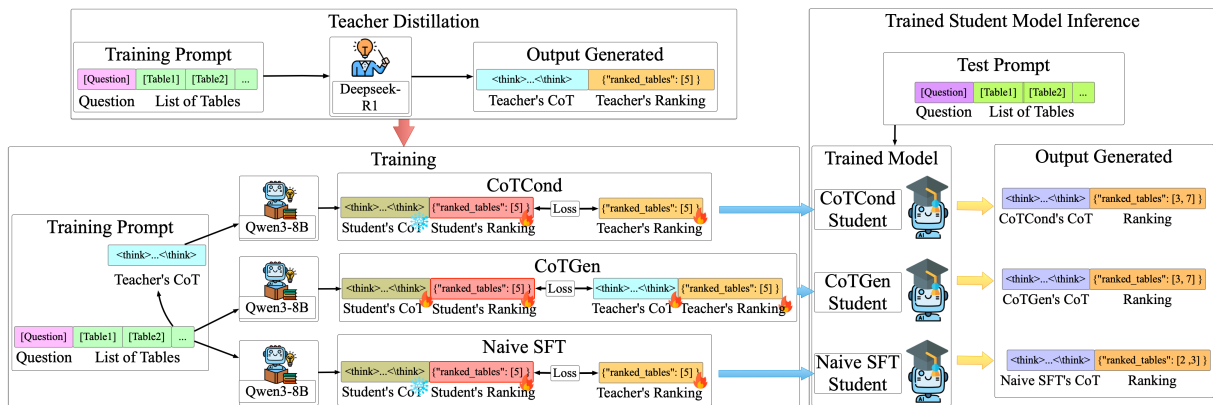 Teacher Distillation
Training Prompt
[Question] [Table1] [Table2] ...
Question List of Tables
Deepseek-
R1
Output Generated
<think>...<\think> {"ranked_tables": [5] }
Teacher's CoT Teacher's Ranking
Training
Training Prompt
<think>...<\think>
Teacher's CoT
[Question] [Table1] [Table2] ...
Question List of Tables
Qwen3-8B
CoTCond
<think>...<\think> {"ranked_tables": [5] } Loss {"ranked_tables": [5] }
Student's CoT Student's Ranking Teacher's Ranking
Qwen3-8B
CoTGen
<think>...<\think> {"ranked_tables": [5] } Loss <think>...<\think> {"ranked_tables": [5] }
Student's CoT Student's Ranking Teacher's CoT Teacher's Ranking
Qwen3-8B
Naive SFT
<think>...<\think> {"ranked_tables": [5] } Loss {"ranked_tables": [5] }
Student's CoT Student's Ranking Teacher's Ranking
Trained Student Model Inference
Test Prompt
[Question] [Table1] [Table2] ...
Question List of Tables
Trained Model
CoTCond
Student
AI
CoTGen
Student
AI
Naive SFT
Student
AI
Output Generated
<think>...<\think> {"ranked_tables": [3, 7] }
CoTCond's CoT Ranking
<think>...<\think> {"ranked_tables": [3, 7] }
CoTGen's CoT Ranking
<think>...<\think> {"ranked_tables": [2 ,3] }
Naive SFT's CoT Ranking